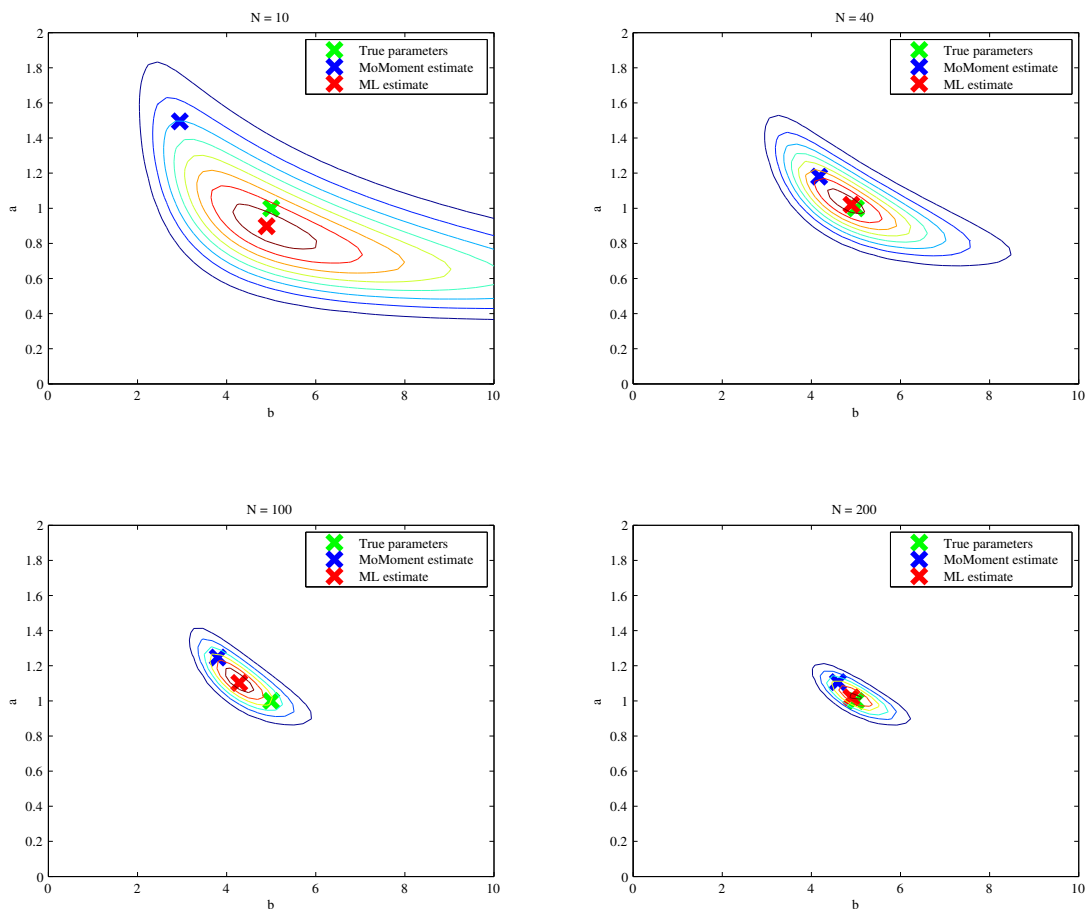 N = 10
2
1.8
1.6
1.4
1.2
1
0.8
0.6
0.4
0.2
0
a
True parameters
MoMoment estimate
ML estimate
0 2 4 6 8 10
b
N = 40
2
1.8
1.6
1.4
1.2
1
0.8
0.6
0.4
0.2
0
a
True parameters
MoMoment estimate
ML estimate
0 2 4 6 8 10
b
N = 100
2
1.8
1.6
1.4
1.2
1
0.8
0.6
0.4
0.2
0
a
True parameters
MoMoment estimate
ML estimate
0 2 4 6 8 10
b
N = 200
2
1.8
1.6
1.4
1.2
1
0.8
0.6
0.4
0.2
0
a
True parameters
MoMoment estimate
ML estimate
0 2 4 6 8 10
b